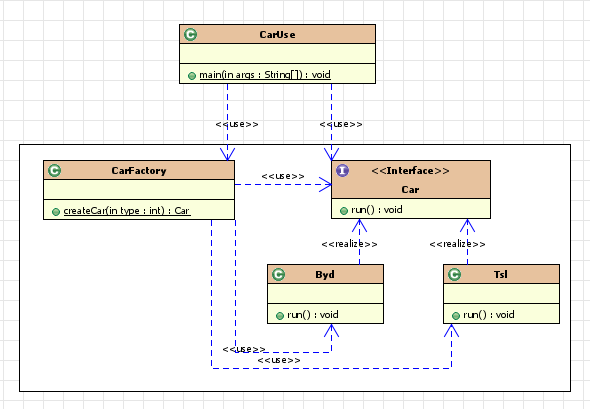 C CarUse
main(in args : String[]) : void
<<use>> <<use>>
C CarFactory
createCar(in type : int) : Car
<<use>>
I <<Interface>>
Car
run() : void
<<realize>> <<realize>>
C Byd
run() : void
C Tsl
run() : void
<<use>>
<<use>>